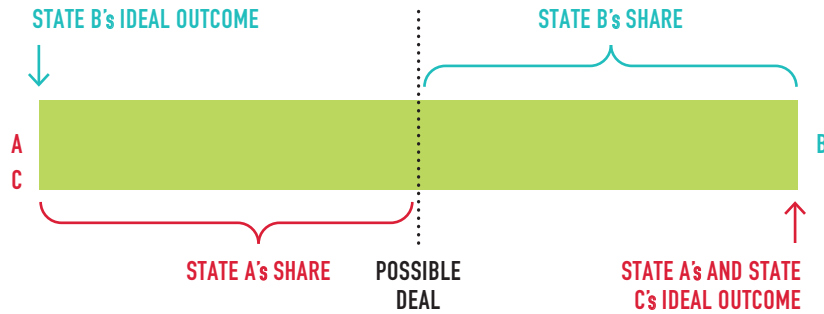 STATE B's IDEAL OUTCOME
STATE B's SHARE
A
C
B
STATE A's SHARE
POSSIBLE
DEAL
STATE A's AND STATE
C's IDEAL OUTCOME